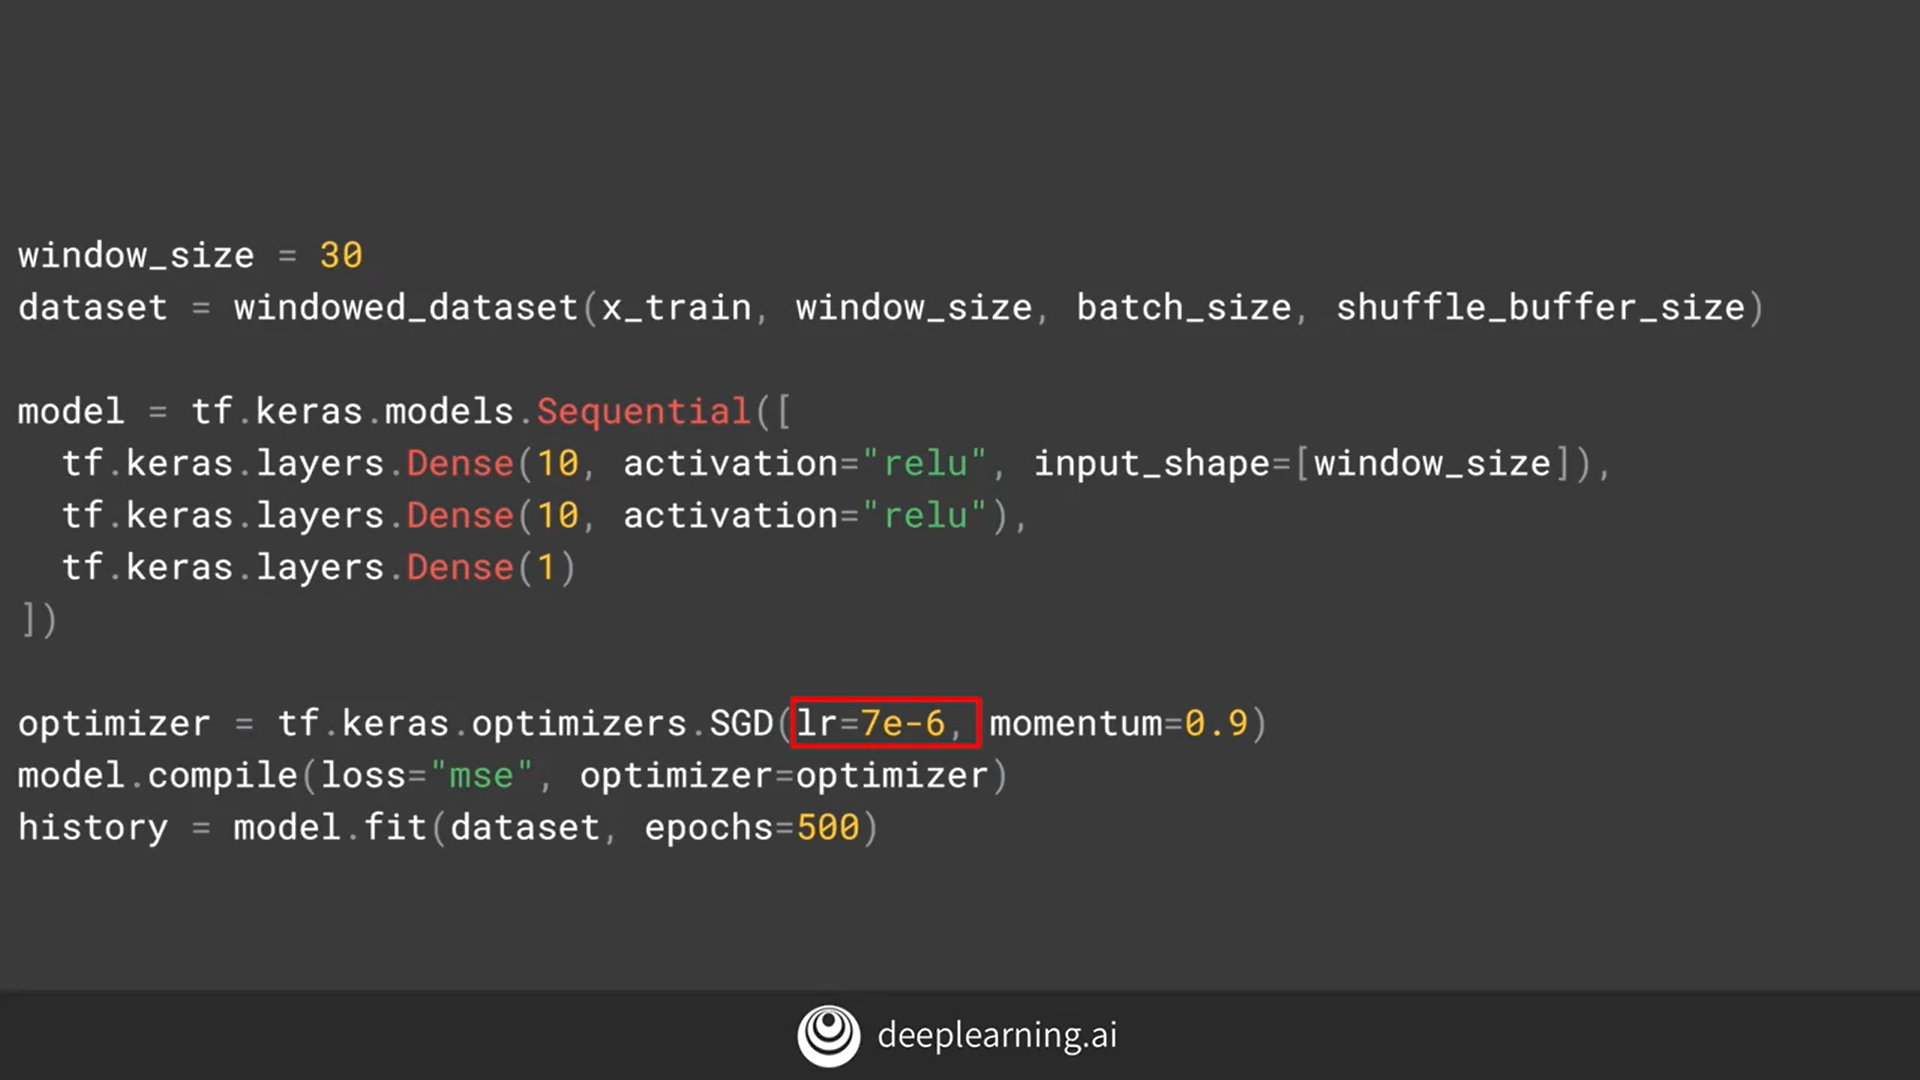 window_size = 30
dataset = windowed_dataset(x_train, window_size, batch_size, shuffle_buffer_size)
model = tf.keras.models.Sequential([
  tf.keras.layers.Dense(10, activation="relu", input_shape=[window_size]),
  tf.keras.layers.Dense(10, activation="relu"),
  tf.keras.layers.Dense(1)
])
optimizer = tf.keras.optimizers.SGD(lr=7e-6, momentum=0.9)
model.compile(loss="mse", optimizer=optimizer)
history = model.fit(dataset, epochs=500)
deeplearning.ai